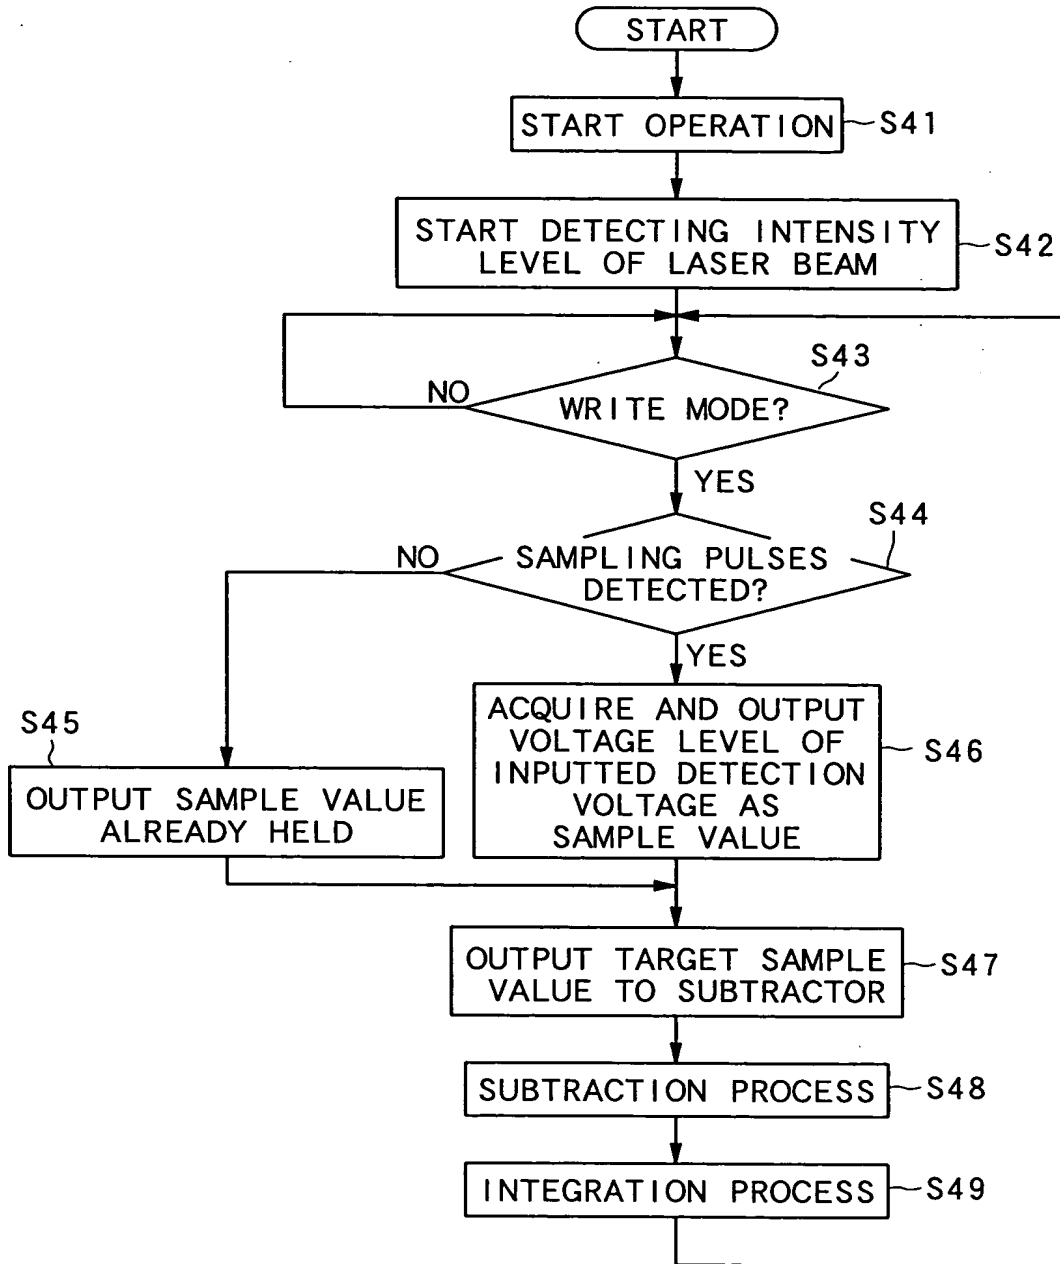 START
START OPERATION
S41
START DETECTING INTENSITY
LEVEL OF LASER BEAM
S42
S43
NO
WRITE MODE?
YES
S44
NO
SAMPLING PULSES
DETECTED?
YES
S45
OUTPUT SAMPLE VALUE
ALREADY HELD
ACQUIRE AND OUTPUT
VOLTAGE LEVEL OF
INPUTTED DETECTION
VOLTAGE AS
SAMPLE VALUE
S46
OUTPUT TARGET SAMPLE
VALUE TO SUBTRACTOR
S47
SUBTRACTION PROCESS
S48
INTEGRATION PROCESS
S49